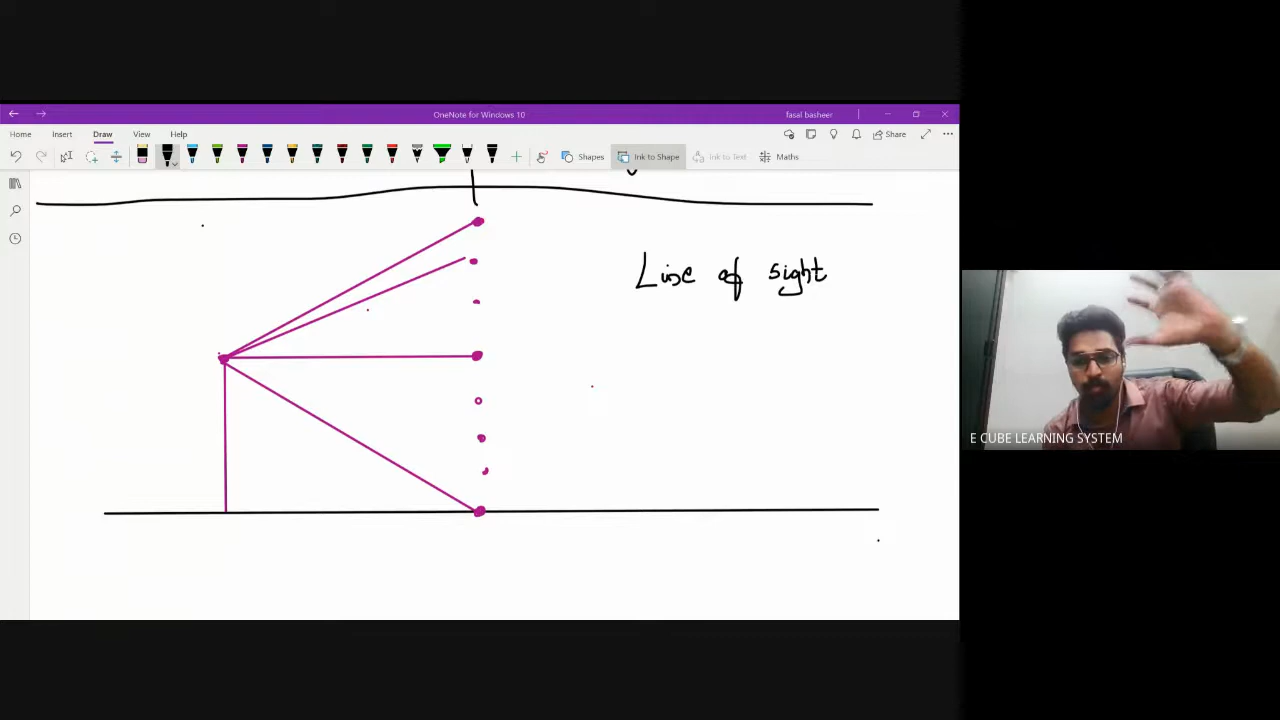 OneNote for Windows 10
fasal basheer
Home Insert Draw View Help
Share
Shapes
Ink to Shape
Ink to Text
Maths
Line of sight
E CUBE LEARNING SYSTEM